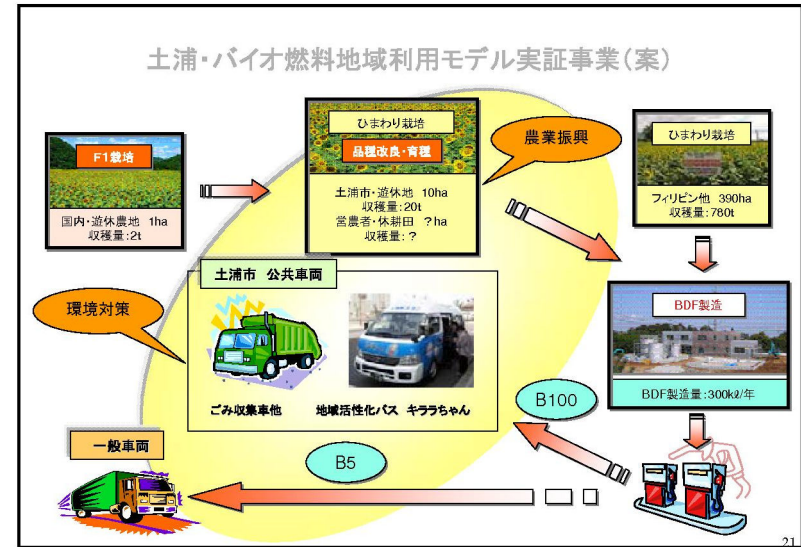 土浦・バイオ燃料地域利用モデル実証事業(案)
F1栽培
国内・遊休農地 1ha
収穫量:2t
ひまわり栽培
品種改良・育種
土浦市・遊休地 10ha
収穫量:20t
営農者・休耕田 ?ha
収穫量:?
農業振興
ひまわり栽培
フィリピン他 390ha
収穫量:780t
土浦市 公共車両
環境対策
ごみ収集車他
地域活性化バス キララちゃん
BDF製造
BDF製造量:300kℓ/年
B100
一般車両
B5
21